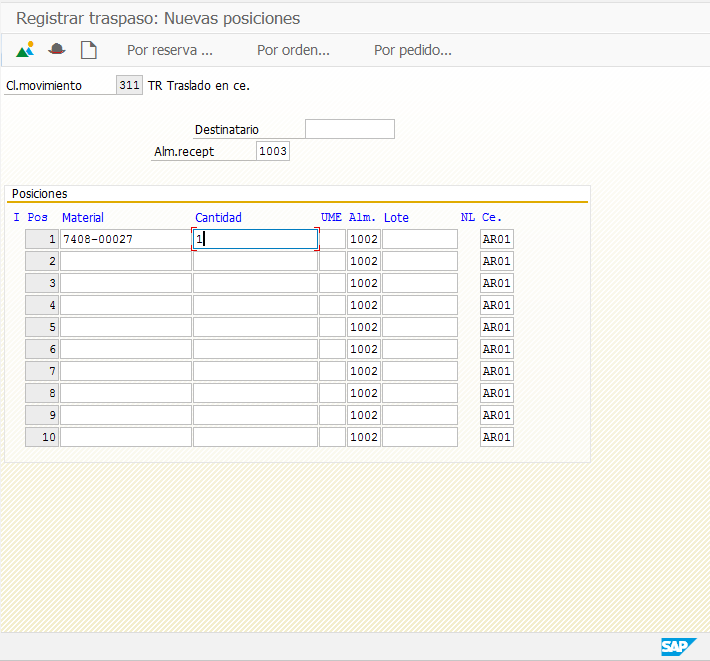 Registrar traspaso: Nuevas posiciones
Por reserva ... Por orden... Por pedido...
Cl.movimiento 311 TR Traslado en ce.
Destinatario
Alm.recept 1003
Posiciones
I Pos Material Cantidad UME Alm. Lote NL Ce.
1 7408-00027 1 1002 AR01
2 1002 AR01
3 1002 AR01
4 1002 AR01
5 1002 AR01
6 1002 AR01
7 1002 AR01
8 1002 AR01
9 1002 AR01
10 1002 AR01
SAP